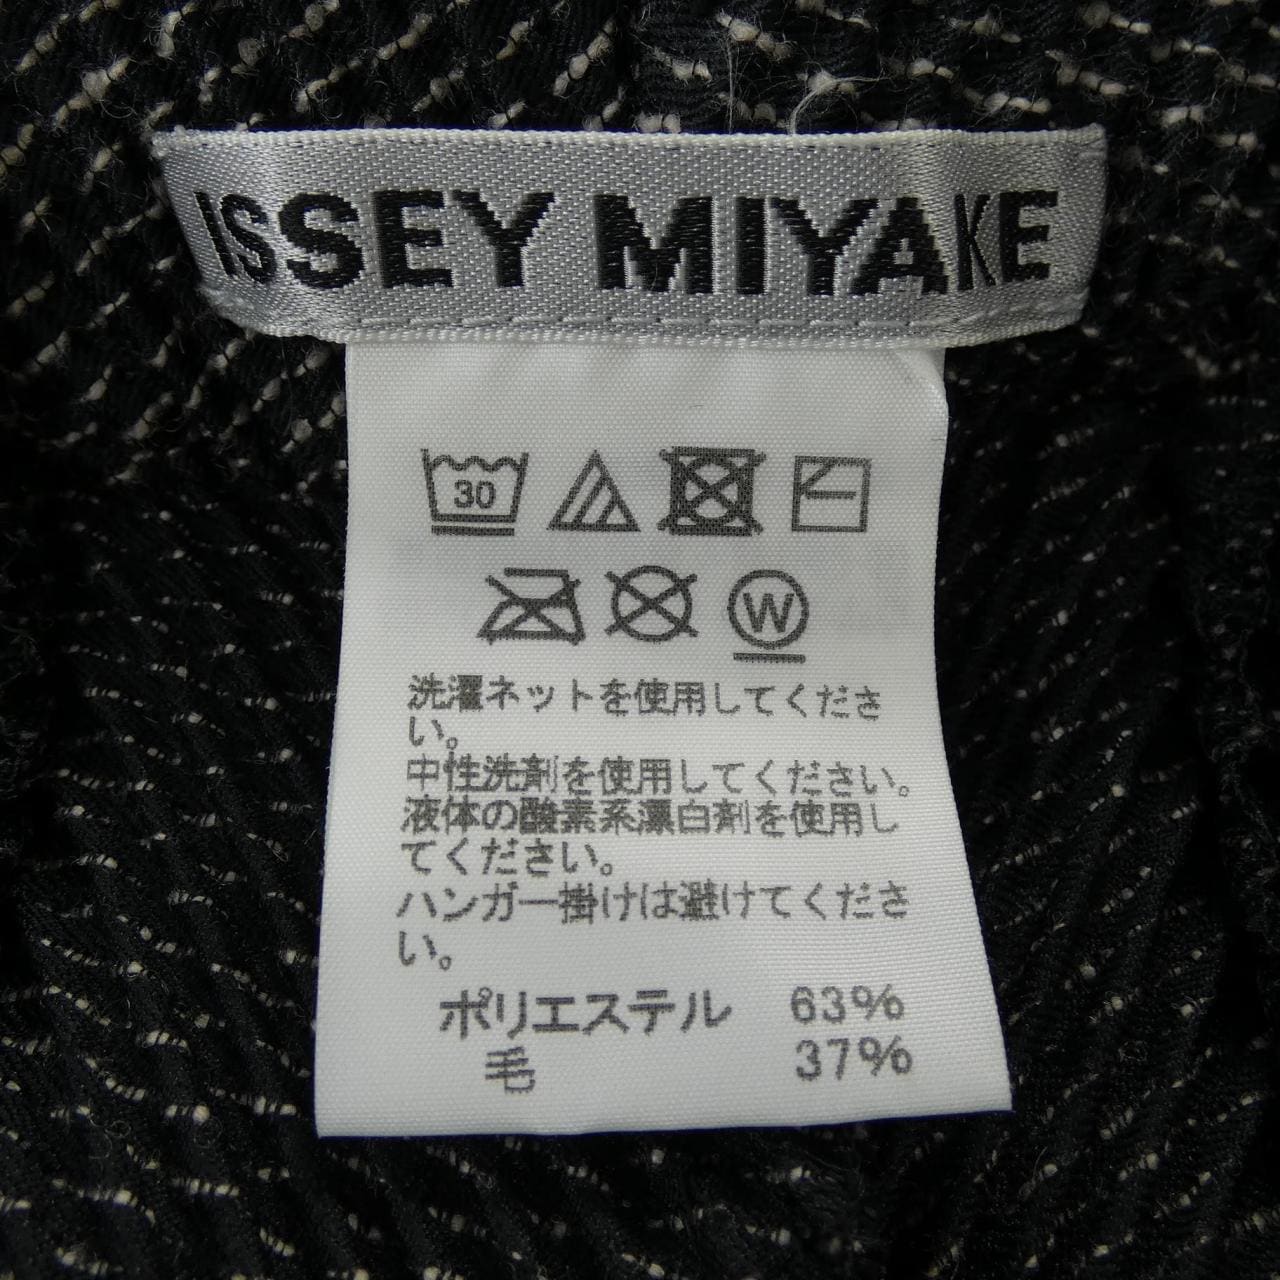 ISSEY MIYAKE
30
W
洗濯ネットを使用してくださ
い。
中性洗剤を使用してください。
液体の酸素系漂白剤を使用し
てください。
ハンガー掛けは避けてくださ
い。
ポリエステル 63%
毛 37%